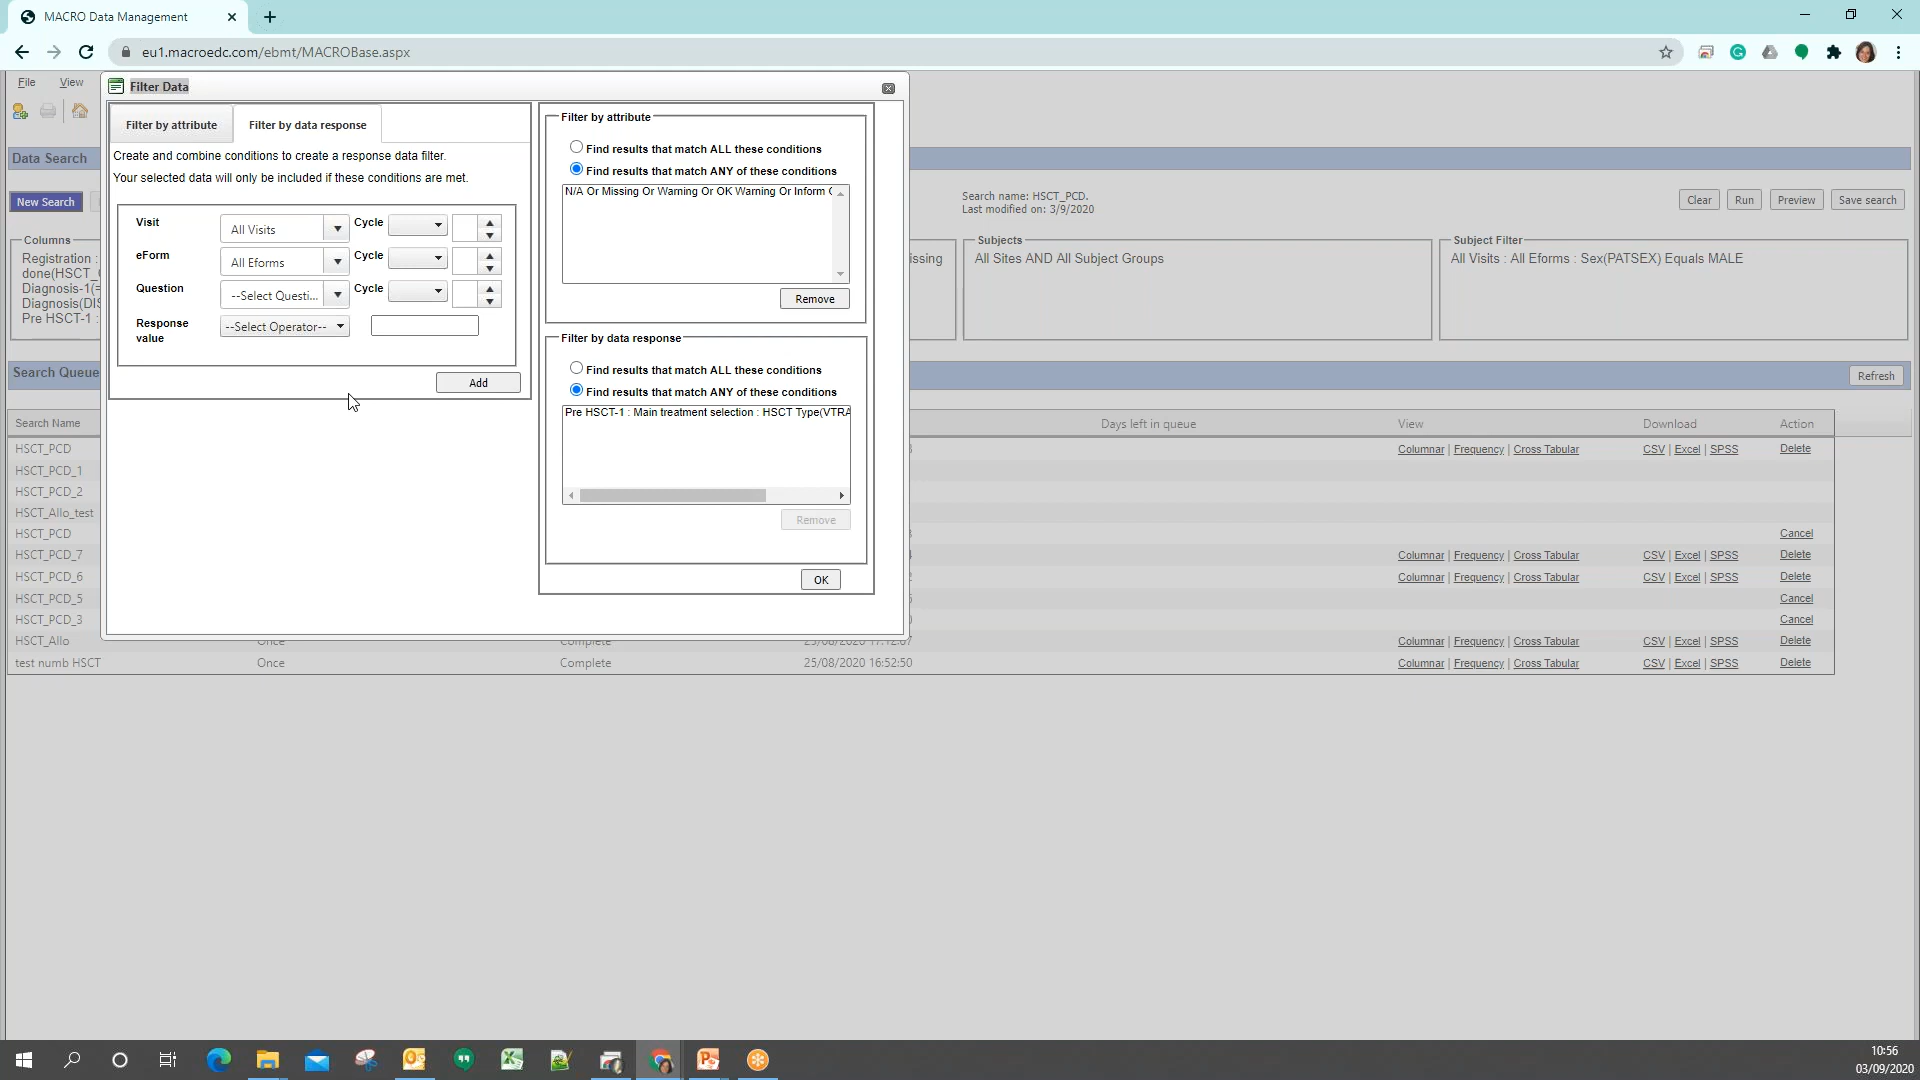 MACRO Data Management
eu1.macroedc.com/ebmt/MACROBase.aspx
File View
Filter Data
Filter by attribute Filter by data response
Create and combine conditions to create a response data filter.
Your selected data will only be included if these conditions are met.
Visit All Visits Cycle
eForm All Eforms Cycle
Question --Select Questi... Cycle
Response value --Select Operator--
Add
Filter by attribute
Find results that match ALL these conditions
Find results that match ANY of these conditions
N/A Or Missing Or Warning Or OK Warning Or Inform
Remove
Filter by data response
Find results that match ALL these conditions
Find results that match ANY of these conditions
Pre HSCT-1 : Main treatment selection : HSCT Type(VTRA
Remove
OK
Data Search
New Search
Search name: HSCT_PCD.
Last modified on: 3/9/2020
Clear Run Preview Save search
Columns
Registration :
done(HSCT_
Diagnosis-1(
Diagnosis(DI
Pre HSCT-1 :
issing
Subjects
All Sites AND All Subject Groups
Subject Filter
All Visits : All Eforms : Sex(PATSEX) Equals MALE
Search Queue
Refresh
Search Name Days left in queue View Download Action
HSCT_PCD Columnar | Frequency | Cross Tabular CSV | Excel | SPSS Delete
HSCT_PCD_1
HSCT_PCD_2
HSCT_Allo_test
HSCT_PCD Cancel
HSCT_PCD_7 Columnar | Frequency | Cross Tabular CSV | Excel | SPSS Delete
HSCT_PCD_6 Columnar | Frequency | Cross Tabular CSV | Excel | SPSS Delete
HSCT_PCD_5 Cancel
HSCT_PCD_3 Cancel
HSCT_Allo Once Complete 25/08/2020 17:12:07 Columnar | Frequency | Cross Tabular CSV | Excel | SPSS Delete
test numb HSCT Once Complete 25/08/2020 16:52:50 Columnar | Frequency | Cross Tabular CSV | Excel | SPSS Delete
10:56
03/09/2020